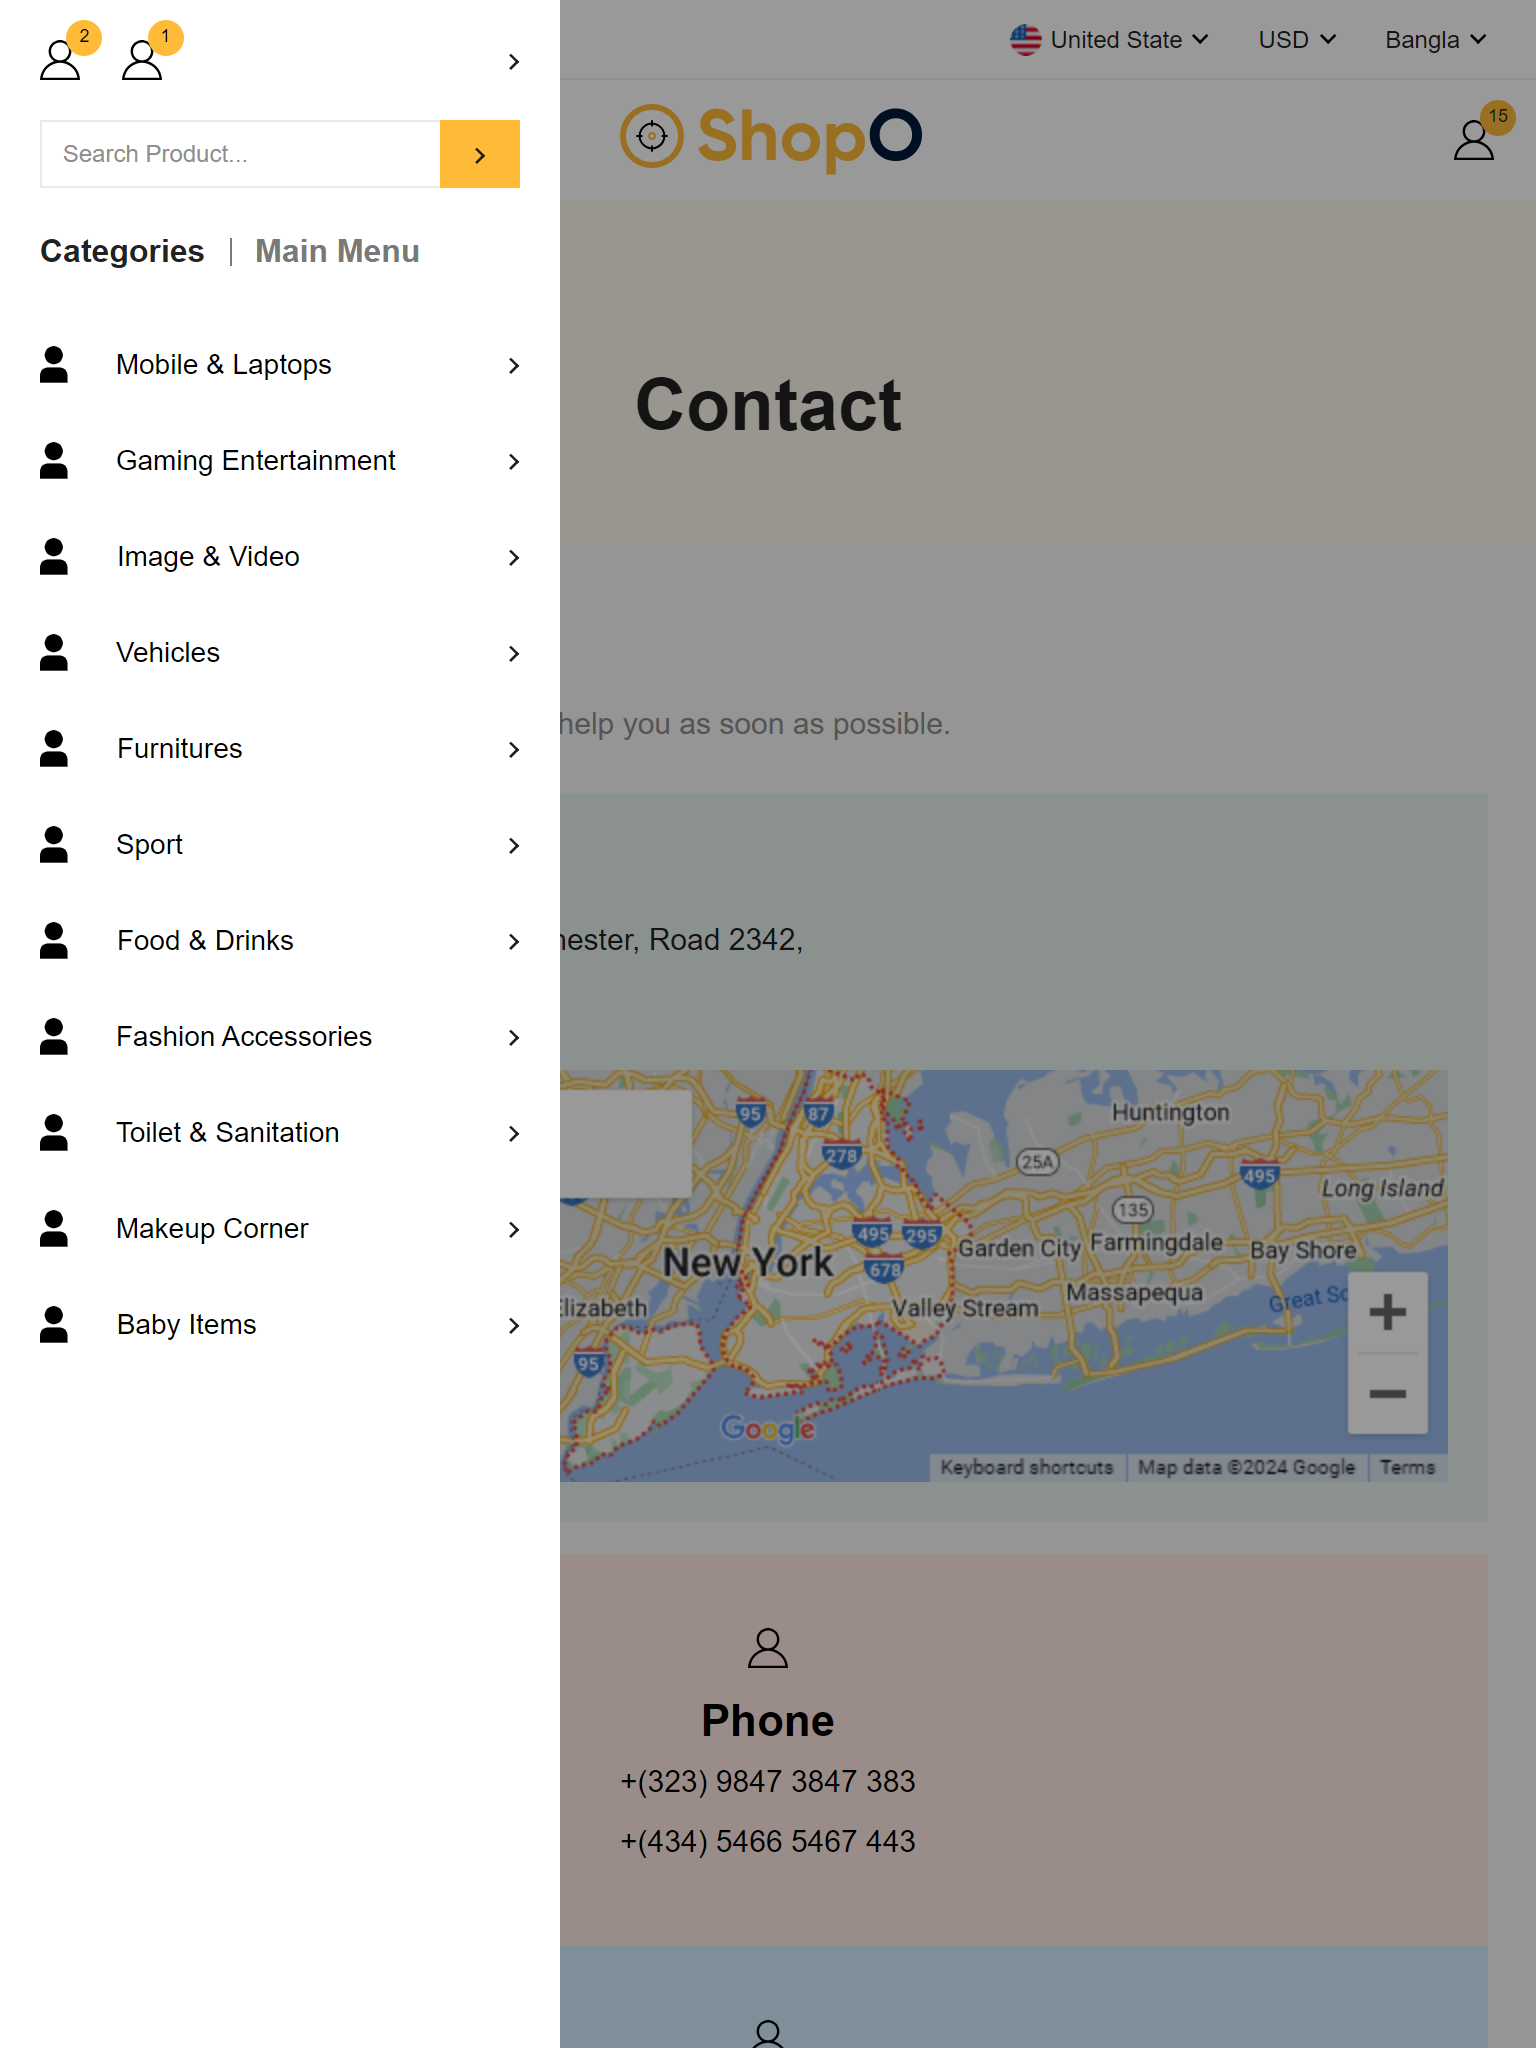 2
1
Search Product...
Categories | Main Menu
Mobile & Laptops
Gaming Entertainment
Image & Video
Vehicles
Furnitures
Sport
Food & Drinks
Fashion Accessories
Toilet & Sanitation
Makeup Corner
Baby Items
United State
USD
Bangla
ShopO
15
Contact
help you as soon as possible.
Road 2342,
95
87
278
Huntington
25A
495
Long Island
135
495
295
New York
678
Garden City
Farmingdale
Bay Shore
Massapequa
Valley Stream
Great
95
Google
Keyboard shortcuts
Map data ©2024 Google
Terms
Phone
+(323) 9847 3847 383
+(434) 5466 5467 443